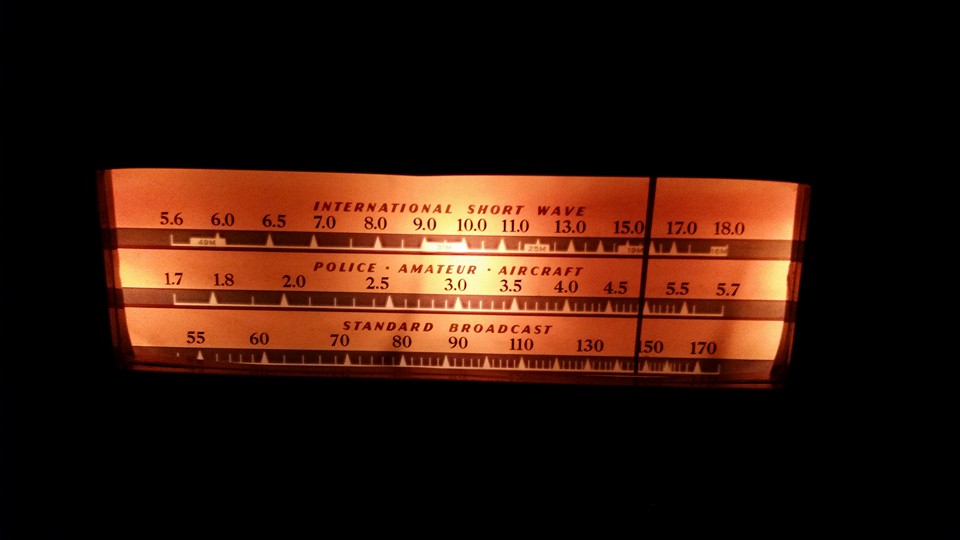 INTERNATIONAL SHORT WAVE
5.6 6.0 6.5 7.0 8.0 9.0 10.0 11.0 13.0 15.0 17.0 18.0
49M 25M 19M 16M
POLICE · AMATEUR · AIRCRAFT
1.7 1.8 2.0 2.5 3.0 3.5 4.0 4.5 5.5 5.7
STANDARD BROADCAST
55 60 70 80 90 110 130 150 170